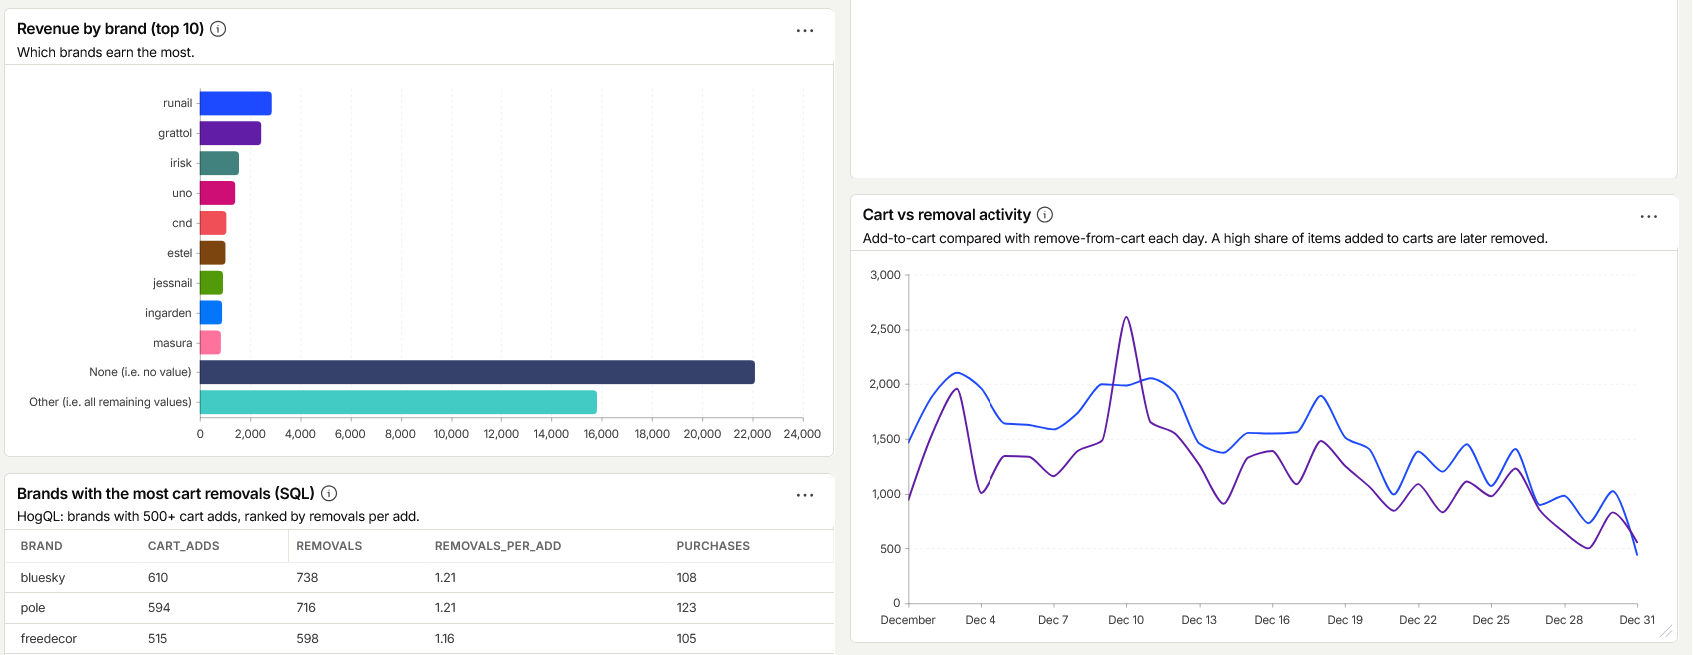 Revenue by brand (top 10)
Which brands earn the most.
runail
grattol
irisk
uno
cnd
estel
jessnail
ingarden
masura
None (i.e. no value)
Other (i.e. all remaining values)
0 2,000 4,000 6,000 8,000 10,000 12,000 14,000 16,000 18,000 20,000 22,000 24,000
Brands with the most cart removals (SQL)
HogQL: brands with 500+ cart adds, ranked by removals per add.
BRAND CART_ADDS REMOVALS REMOVALS_PER_ADD PURCHASES
bluesky 610 738 1.21 108
pole 594 716 1.21 123
freedecor 515 598 1.16 105
Cart vs removal activity
Add-to-cart compared with remove-from-cart each day. A high share of items added to carts are later removed.
3,000
2,500
2,000
1,500
1,000
500
0
December Dec 4 Dec 7 Dec 10 Dec 13 Dec 16 Dec 19 Dec 22 Dec 25 Dec 28 Dec 31